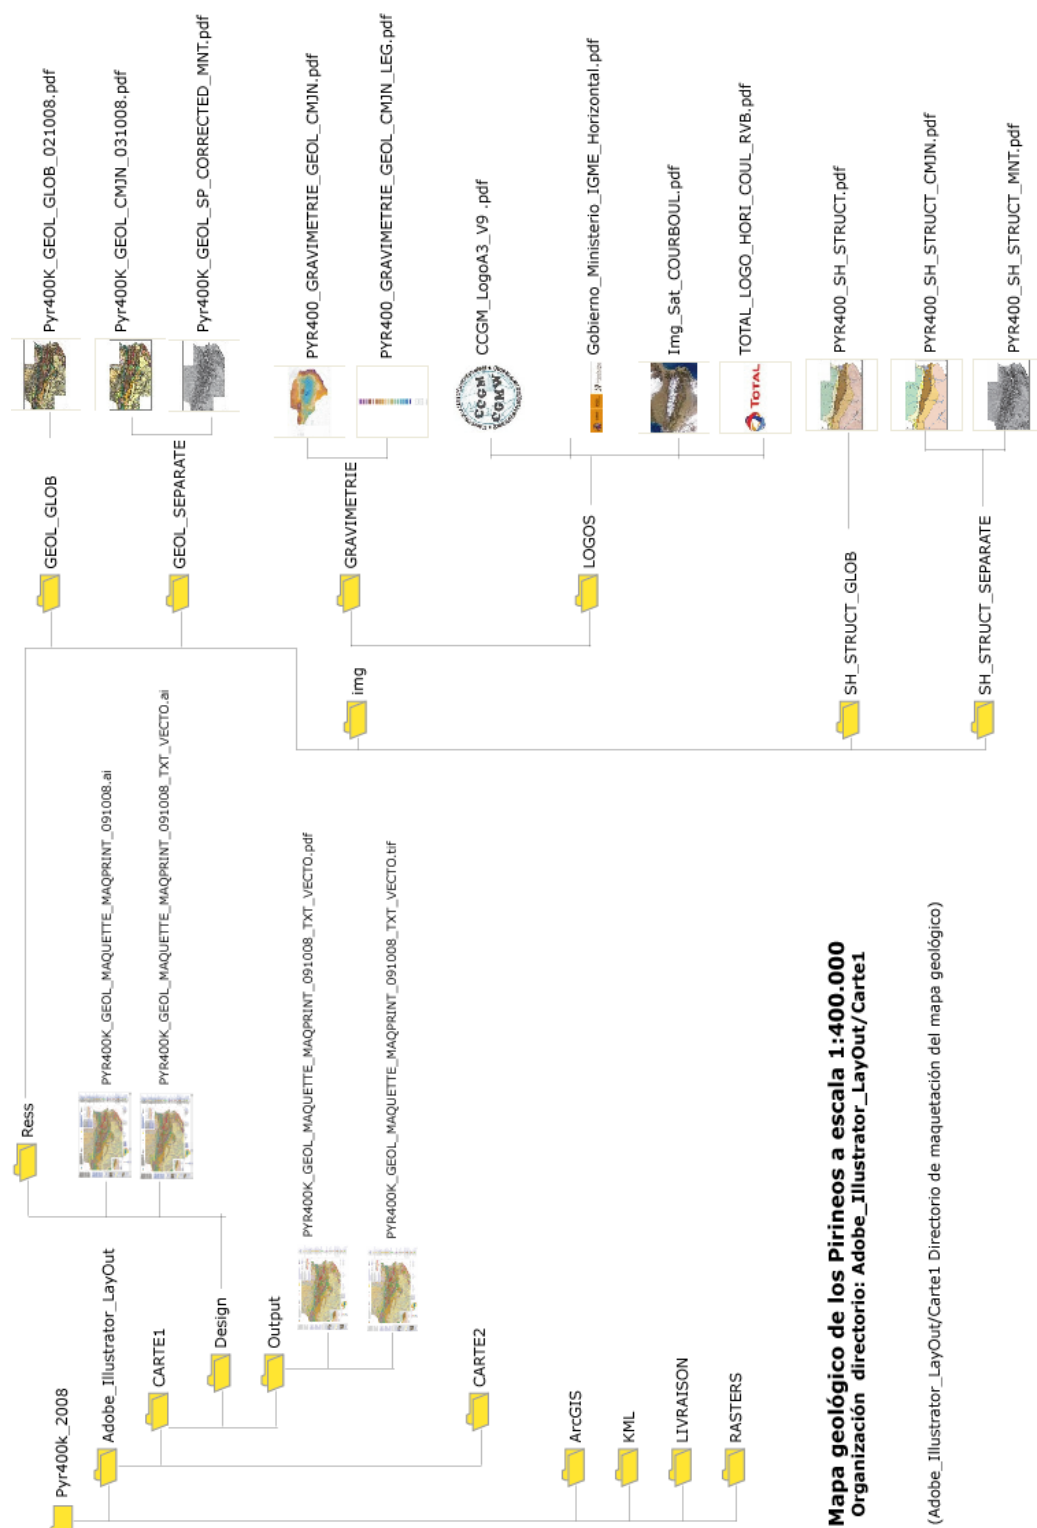 Pyr400k_2008
Adobe_Illustrator_LayOut
CARTE1
Design
Ress
PYR400K_GEOL_MAQUETTE_MAQPRINT_091008.ai
PYR400K_GEOL_MAQUETTE_MAQPRINT_091008_TXT_VECTO.ai
GEOL_GLOB
Pyr400K_GEOL_GLOB_021008.pdf
GEOL_SEPARATE
Pyr400K_GEOL_CMJN_031008.pdf
Pyr400K_GEOL_SP_CORRECTED_MNT.pdf
img
GRAVIMETRIE
PYR400_GRAVIMETRIE_GEOL_CMJN.pdf
PYR400_GRAVIMETRIE_GEOL_CMJN_LEG.pdf
LOGOS
CCGM
CGMW
CCGM_LogoA3_V9 .pdf
Gobierno_Ministerio_IGME_Horizontal.pdf
Img_Sat_COURBOUL.pdf
TOTAL
TOTAL_LOGO_HORI_COUL_RVB.pdf
SH_STRUCT_GLOB
PYR400_SH_STRUCT.pdf
SH_STRUCT_SEPARATE
PYR400_SH_STRUCT_CMJN.pdf
PYR400_SH_STRUCT_MNT.pdf
Output
PYR400K_GEOL_MAQUETTE_MAQPRINT_091008_TXT_VECTO.pdf
PYR400K_GEOL_MAQUETTE_MAQPRINT_091008_TXT_VECTO.tif
CARTE2
ArcGIS
KML
LIVRAISON
RASTERS
Mapa geológico de los Pirineos a escala 1:400.000
Organización directorio: Adobe_Illustrator_LayOut/Carte1
(Adobe_Illustrator_LayOut/Carte1 Directorio de maquetación del mapa geológico)